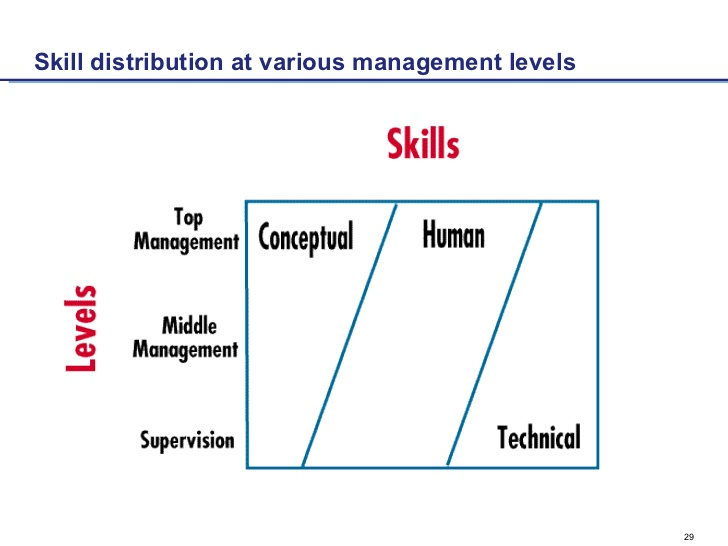 Skill distribution at various management levels
Skills
Top
Management
Conceptual
Human
Levels
Middle
Management
Supervision
Technical
29